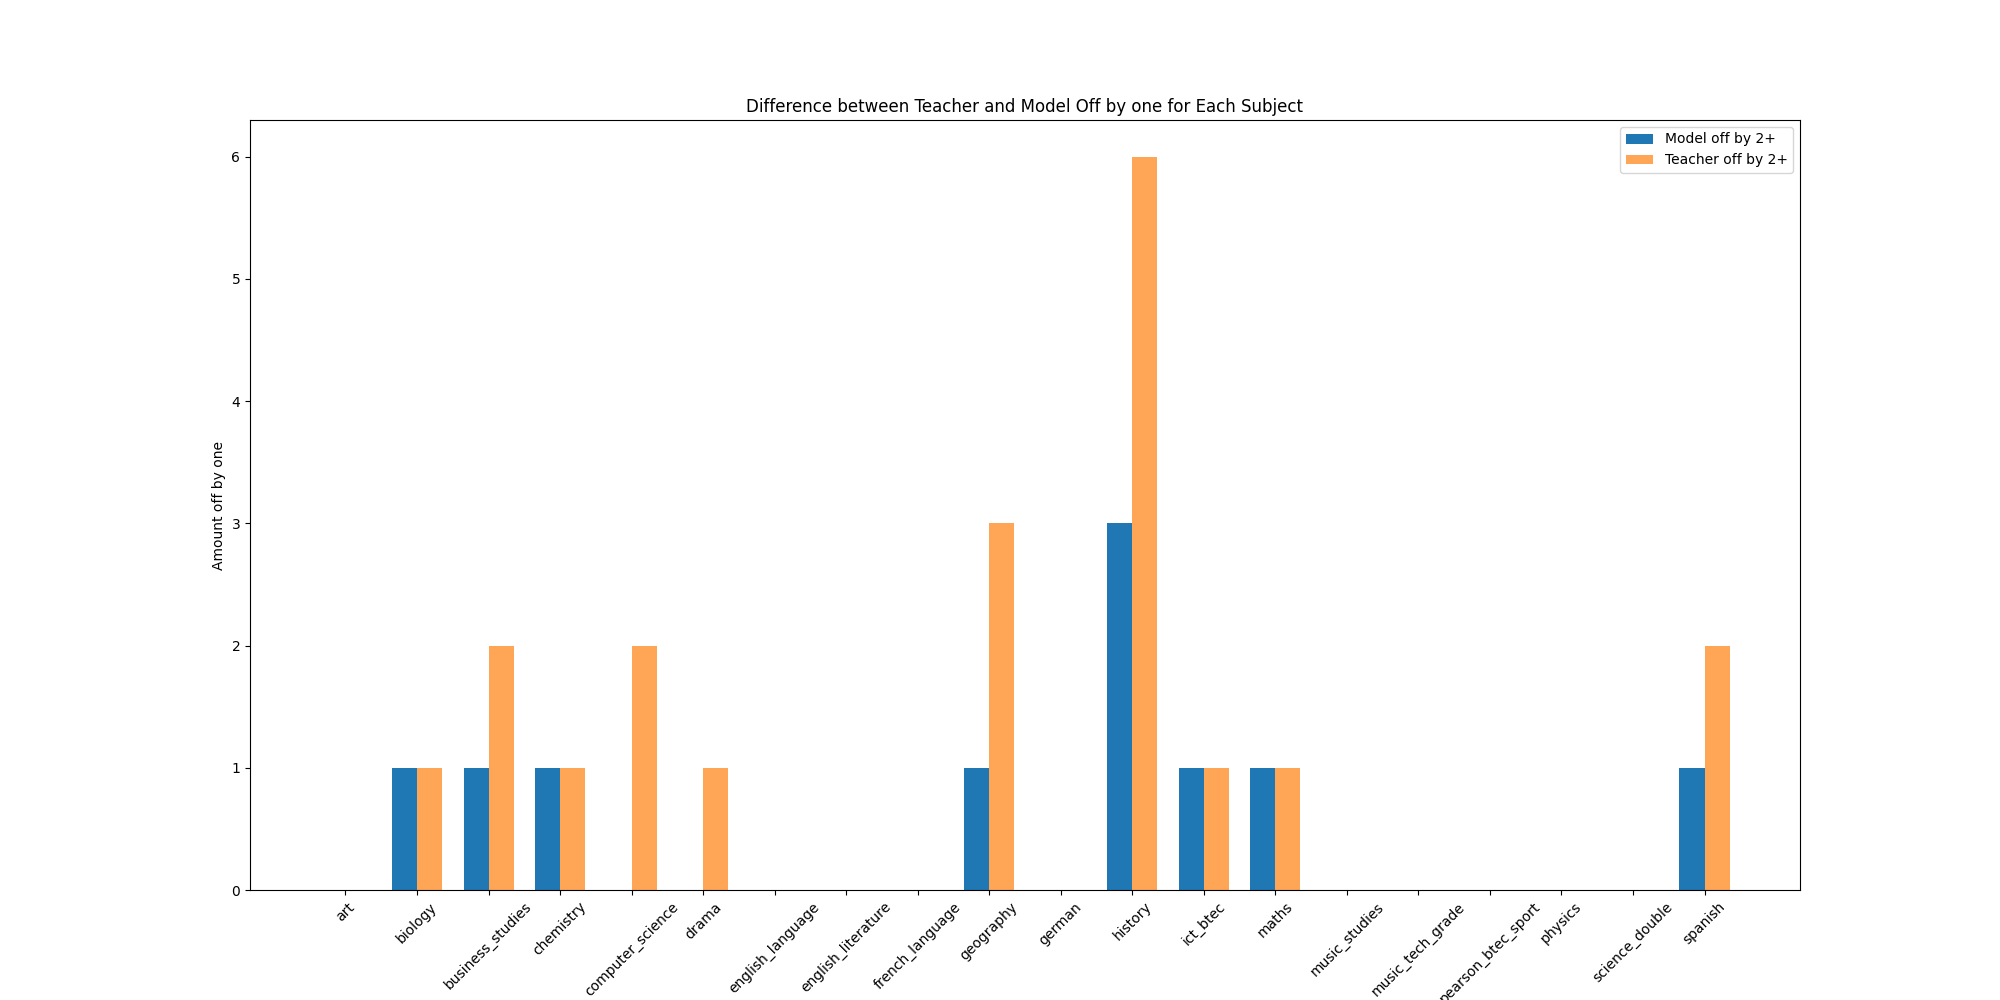 Difference between Teacher and Model Off by one for Each Subject
Model off by 2+
Teacher off by 2+
Amount off by one
6
5
4
3
2
1
0
art
biology
business_studies
chemistry
computer_science
drama
english_language
english_literature
french_language
geography
german
history
ict_btec
maths
music_studies
music_tech_grade
pearson_btec_sport
physics
science_double
spanish